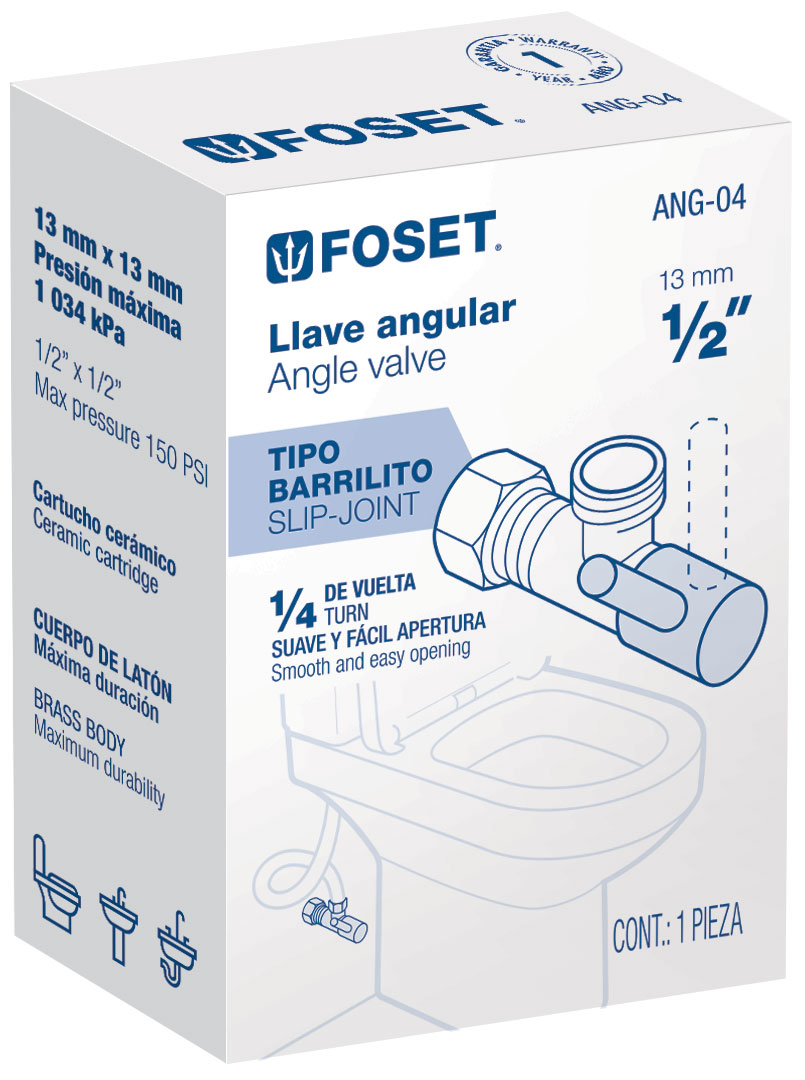 GARANTÍA • WARRANTY •
1
YEAR • AÑO •
FOSET®
ANG-04
13 mm x 13 mm
Presión máxima
1 034 kPa
1/2” x 1/2”
Max pressure 150 PSI
Cartucho cerámico
Ceramic cartridge
CUERPO DE LATÓN
Máxima duración
BRASS BODY
Maximum durability
FOSET®
ANG-04
Llave angular
Angle valve
13 mm
1/2”
TIPO
BARRILITO
SLIP-JOINT
1/4 DE VUELTA
TURN
SUAVE Y FÁCIL APERTURA
Smooth and easy opening
CONT.: 1 PIEZA